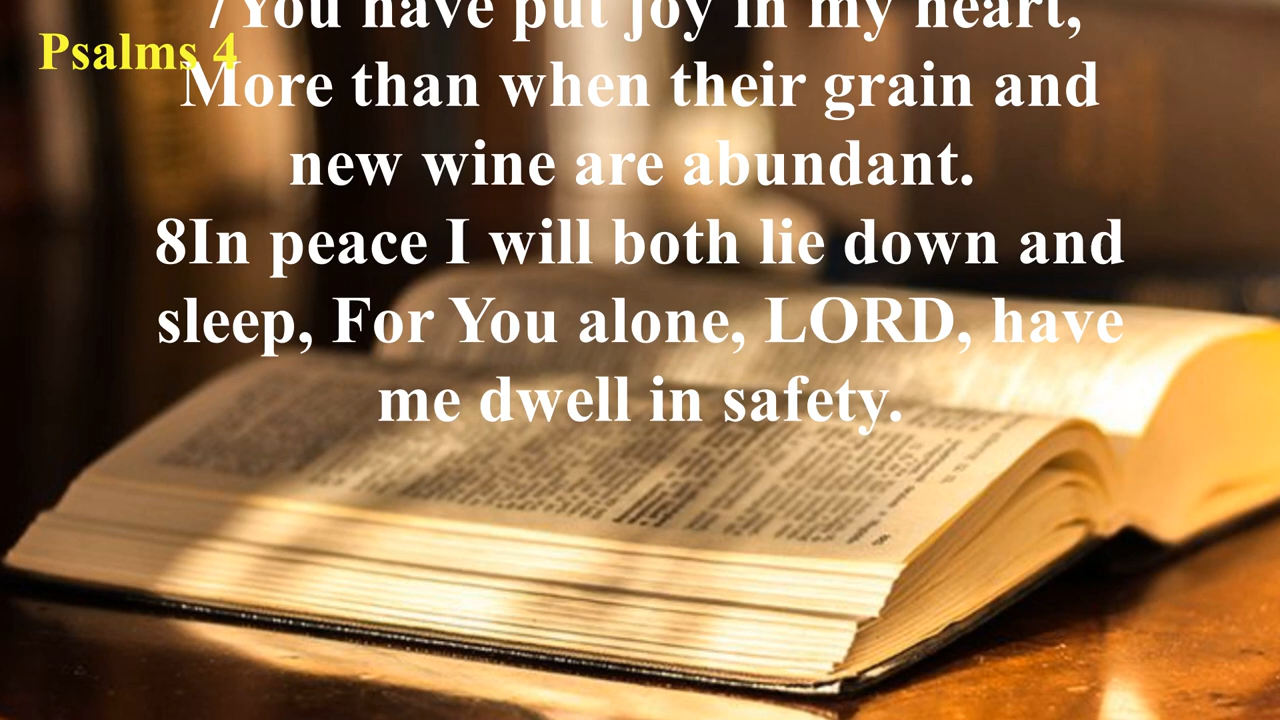 7You have put joy in my heart,
Psalms 4
More than when their grain and
new wine are abundant.
8In peace I will both lie down and
sleep, For You alone, LORD, have
me dwell in safety.